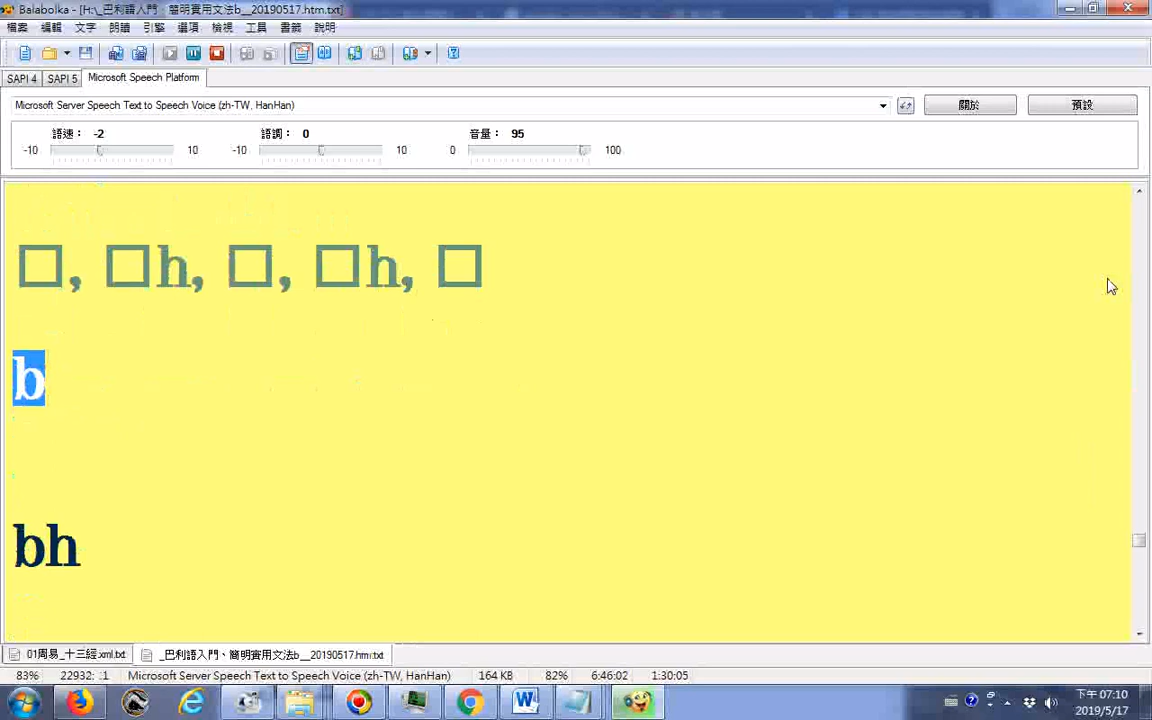 Balabolka - [H:\_巴利語入門、簡明實用文法b__20190517.htm.txt]
檔案 編輯 文字 朗讀 引擎 選項 檢視 工具 書籤 說明
SAPI 4 SAPI 5 Microsoft Speech Platform
Microsoft Server Speech Text to Speech Voice (zh-TW, HanHan) 關於 預設
語速： -2 語調： 0 音量： 95
-10 10 -10 10 0 100
□, □h, □, □h, □
b
bh
01周易_十三經.xml.txt _巴利語入門、簡明實用文法b__20190517.htm.txt
83% 22932: :1 Microsoft Server Speech Text to Speech Voice (zh-TW, HanHan) 164 KB 82% 6:46:02 1:30:05
下午 07:10
2019/5/17